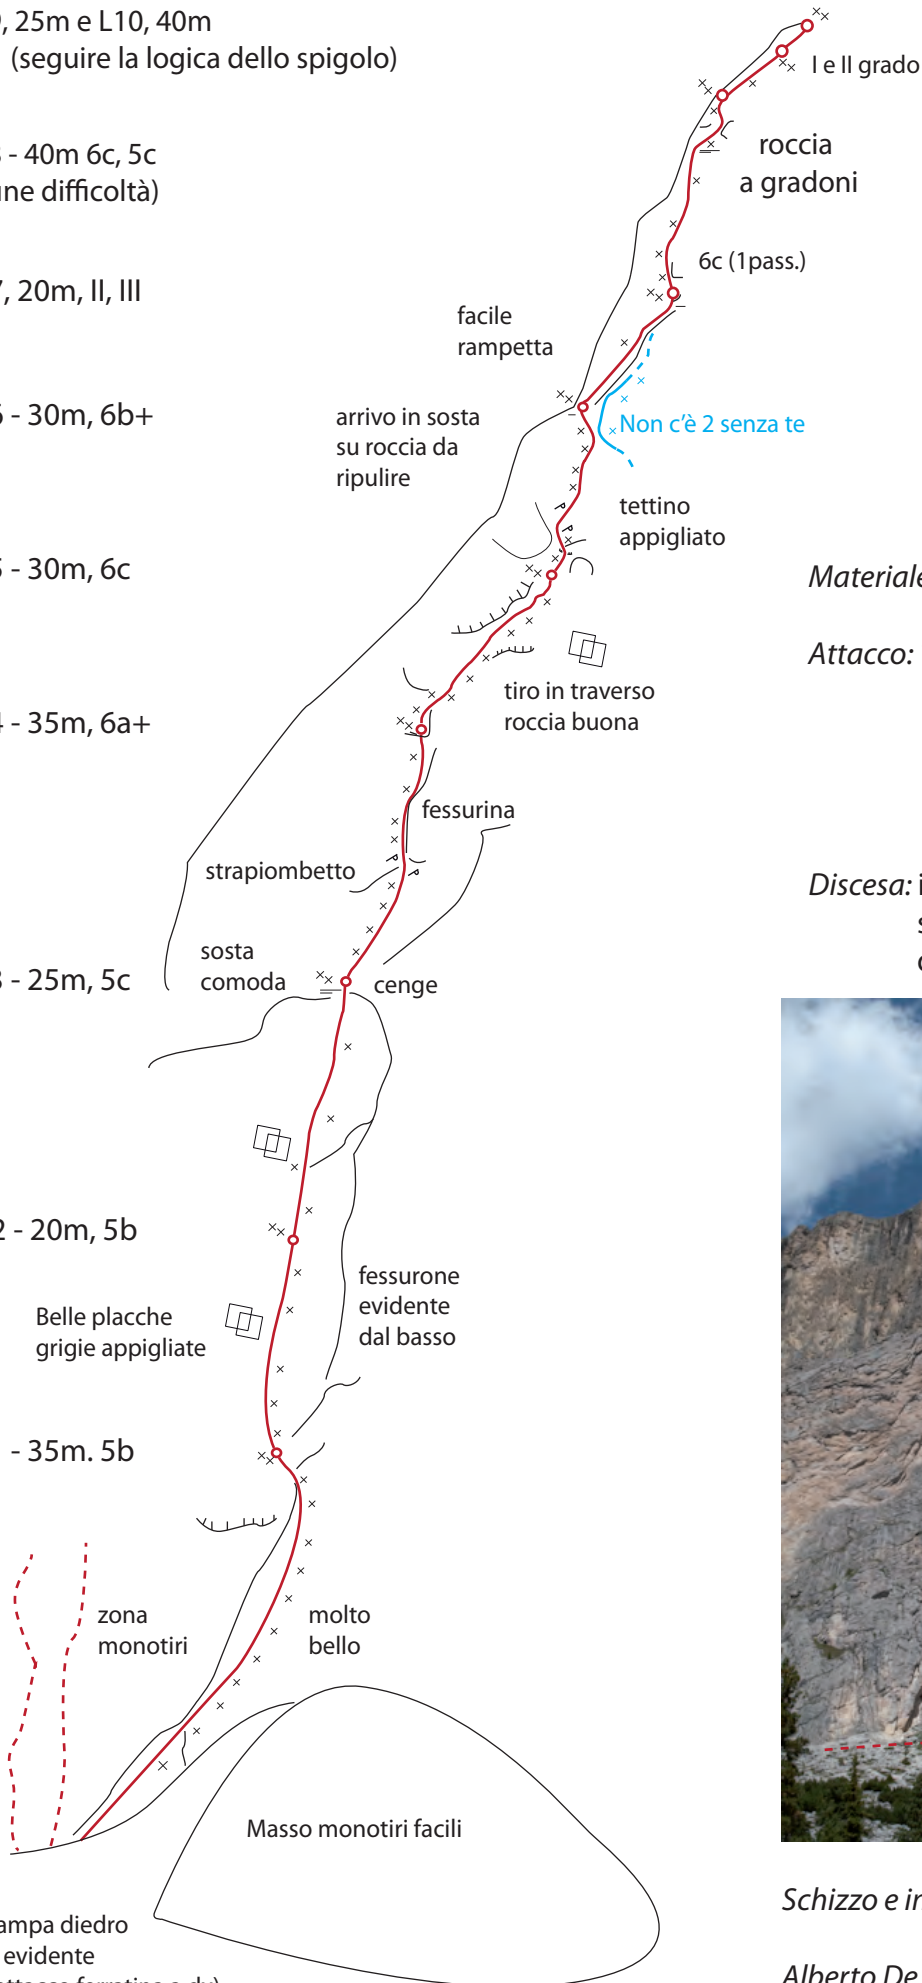 , 25m e L10, 40m
(seguire la logica dello spigolo)
I e II grado
- 40m 6c, 5c
une difficoltà)
roccia
a gradoni
6c (1pass.)
, 20m, II, III
facile
rampetta
- 30m, 6b+
arrivo in sosta
su roccia da
ripulire
Non c'è 2 senza te
tettino
appigliato
- 30m, 6c
Materiale
Attacco:
tiro in traverso
roccia buona
- 35m, 6a+
fessurina
strapiombetto
Discesa: i
sosta
comoda
- 25m, 5c
cenge
2 - 20m, 5b
fessurone
evidente
dal basso
Belle placche
grigie appigliate
- 35m. 5b
zona
monotiri
molto
bello
Masso monotiri facili
Schizzo e in
ampa diedro
evidente
Alberto De